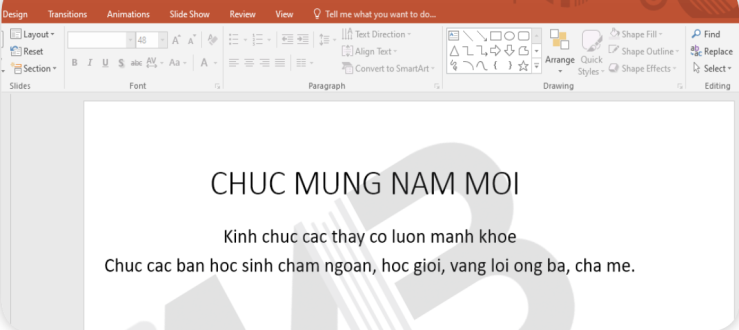 Design Transitions Animations Slide Show Review View Tell me what you want to do...
Layout Text Direction Shape Fill Find
48 A A
Reset Align Text Shape Outline Replace
Section B I U S abc AV Aa A Convert to SmartArt Arrange Quick Styles Shape Effects Select
Slides Font Paragraph Drawing Editing
CHUC MUNG NAM MOI
Kinh chuc cac thay co luon manh khoe
Chuc cac ban hoc sinh cham ngoan, hoc gioi, vang loi ong ba, cha me.